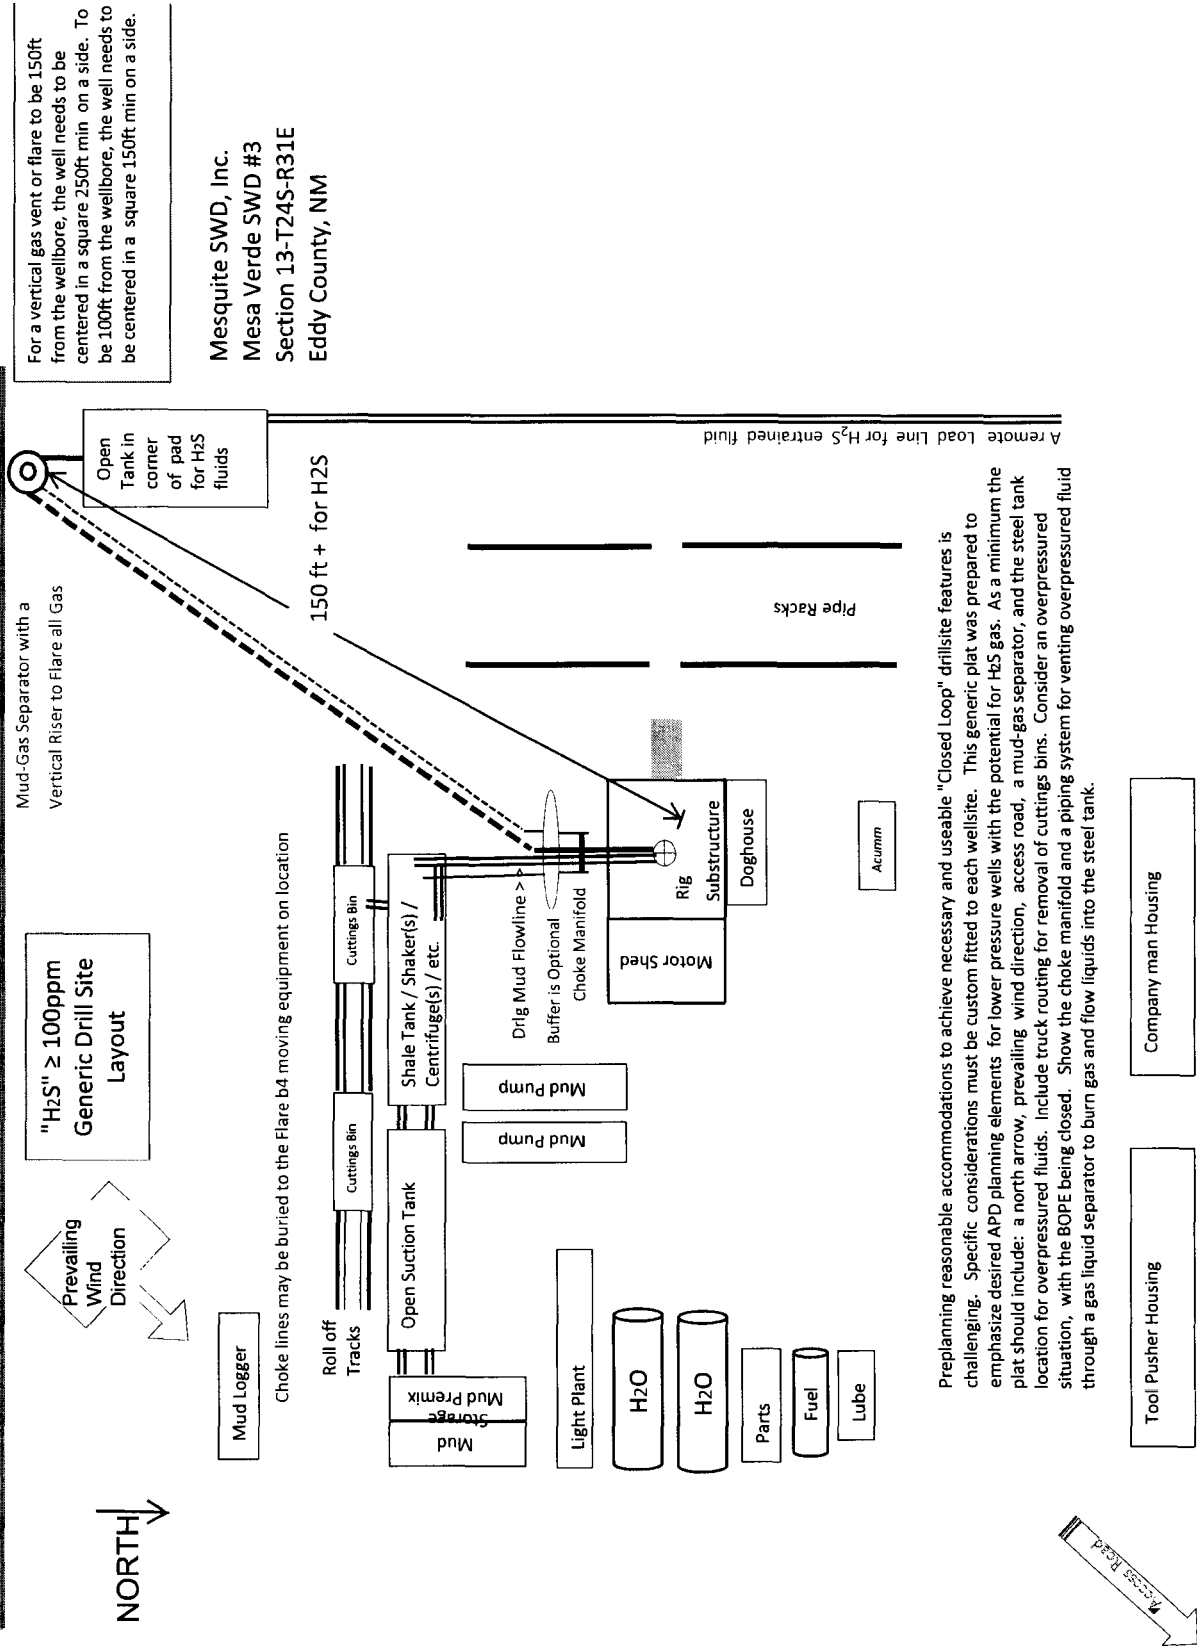 For a vertical gas vent or flare to be 150ft
from the wellbore, the well needs to be
centered in a square 250ft min on a side. To
be 100ft from the wellbore, the well needs to
be centered in a square 150ft min on a side.
Mesquite SWD, Inc.
Mesa Verde SWD #3
Section 13-T24S-R31E
Eddy County, NM
"H2S" ≥ 100ppm
Generic Drill Site
Layout
Prevailing
Wind
Direction
NORTH
Mud-Gas Separator with a
Vertical Riser to Flare all Gas
Open
Tank in
corner
of pad
for H2S
fluids
A remote Load Line for H2S entrained fluid
150 ft + for H2S
Pipe Racks
Choke lines may be buried to the Flare b4 moving equipment on location
Mud Logger
Roll off
Tracks
Cuttings Bin
Cuttings Bin
Shale Tank / Shaker(s) /
Centrifuge(s) / etc.
Open Suction Tank
Mud Premix
Storage
Mud
Drlg Mud Flowline >
Buffer is Optional
Choke Manifold
Mud Pump
Mud Pump
Motor Shed
Rig
Substructure
Doghouse
Acumm
Light Plant
H2O
H2O
Parts
Fuel
Lube
Preplanning reasonable accommodations to achieve necessary and useable "Closed Loop" drillsite features is
challenging. Specific considerations must be custom fitted to each wellsite. This generic plat was prepared to
emphasize desired APD planning elements for lower pressure wells with the potential for H2S gas. As a minimum the
plat should include: a north arrow, prevailing wind direction, access road, a mud-gas separator, and the steel tank
location for overpressured fluids. Include truck routing for removal of cuttings bins. Consider an overpressured
situation, with the BOPE being closed. Show the choke manifold and a piping system for venting overpressured fluid
through a gas liquid separator to burn gas and flow liquids into the steel tank.
Tool Pusher Housing
Company man Housing
Access Road